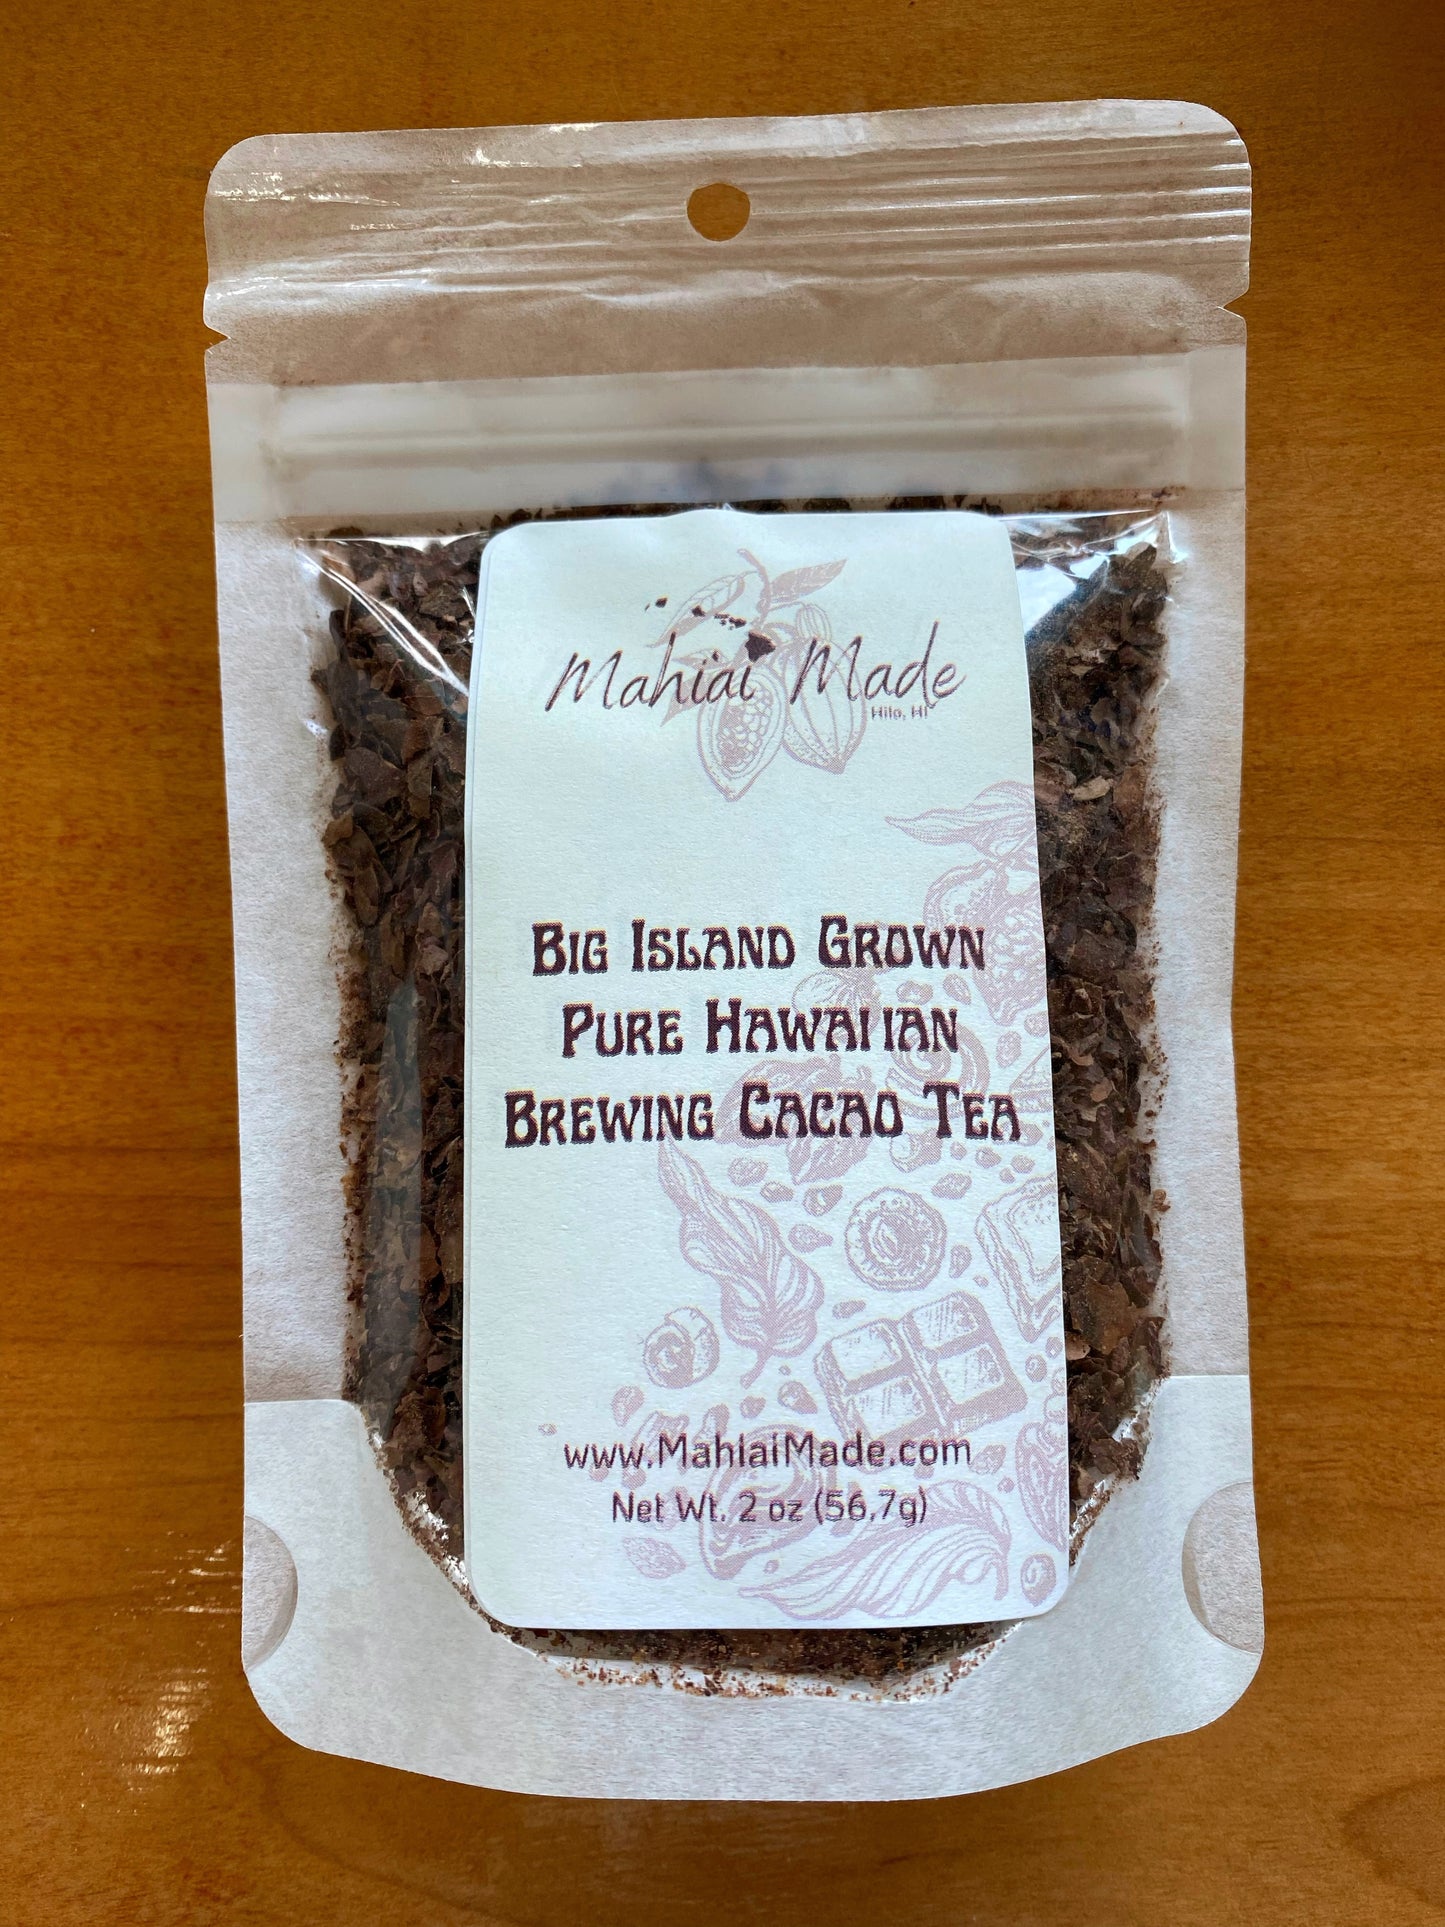 Mahiai Made
Hilo, HI
Big Island Grown
Pure Hawaiian
Brewing Cacao Tea
www.MahiaiMade.com
Net Wt. 2 oz (56.7g)